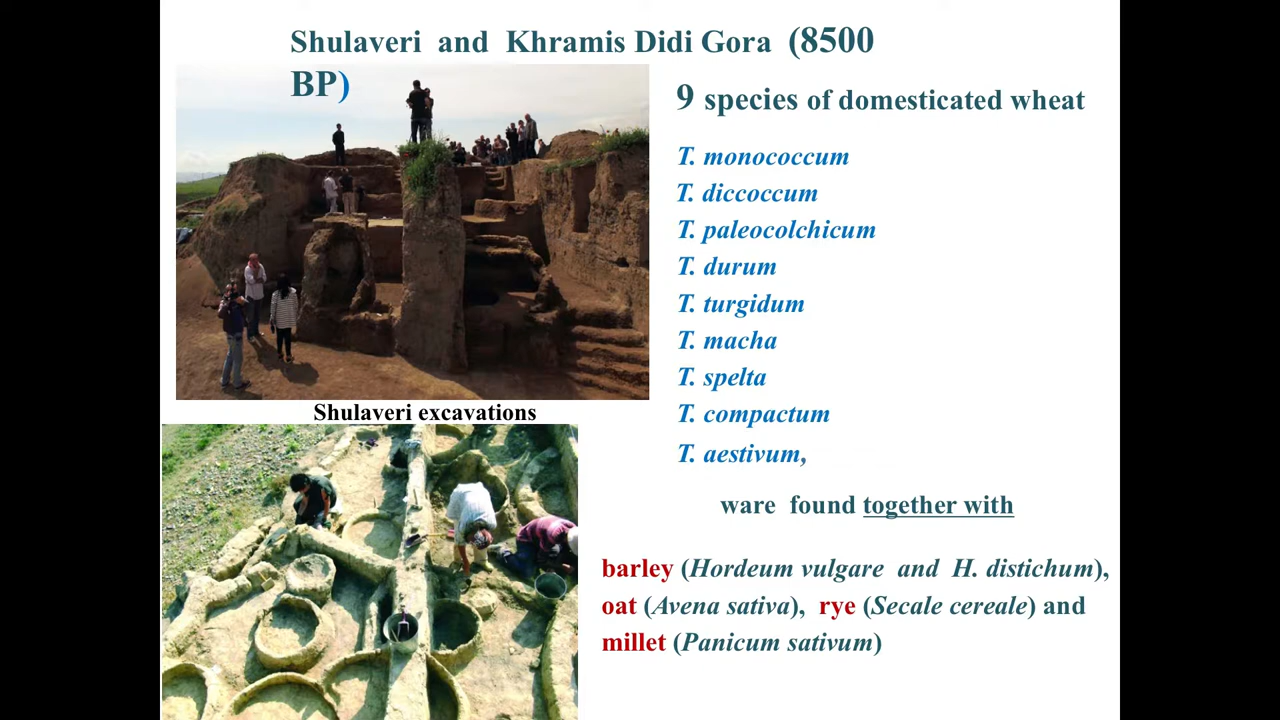 Shulaveri and Khramis Didi Gora (8500
BP)
9 species of domesticated wheat
T. monococcum
T. diccoccum
T. paleocolchicum
T. durum
T. turgidum
T. macha
T. spelta
T. compactum
T. aestivum,
ware found together with
Shulaveri excavations
barley (Hordeum vulgare and H. distichum),
oat (Avena sativa), rye (Secale cereale) and
millet (Panicum sativum)